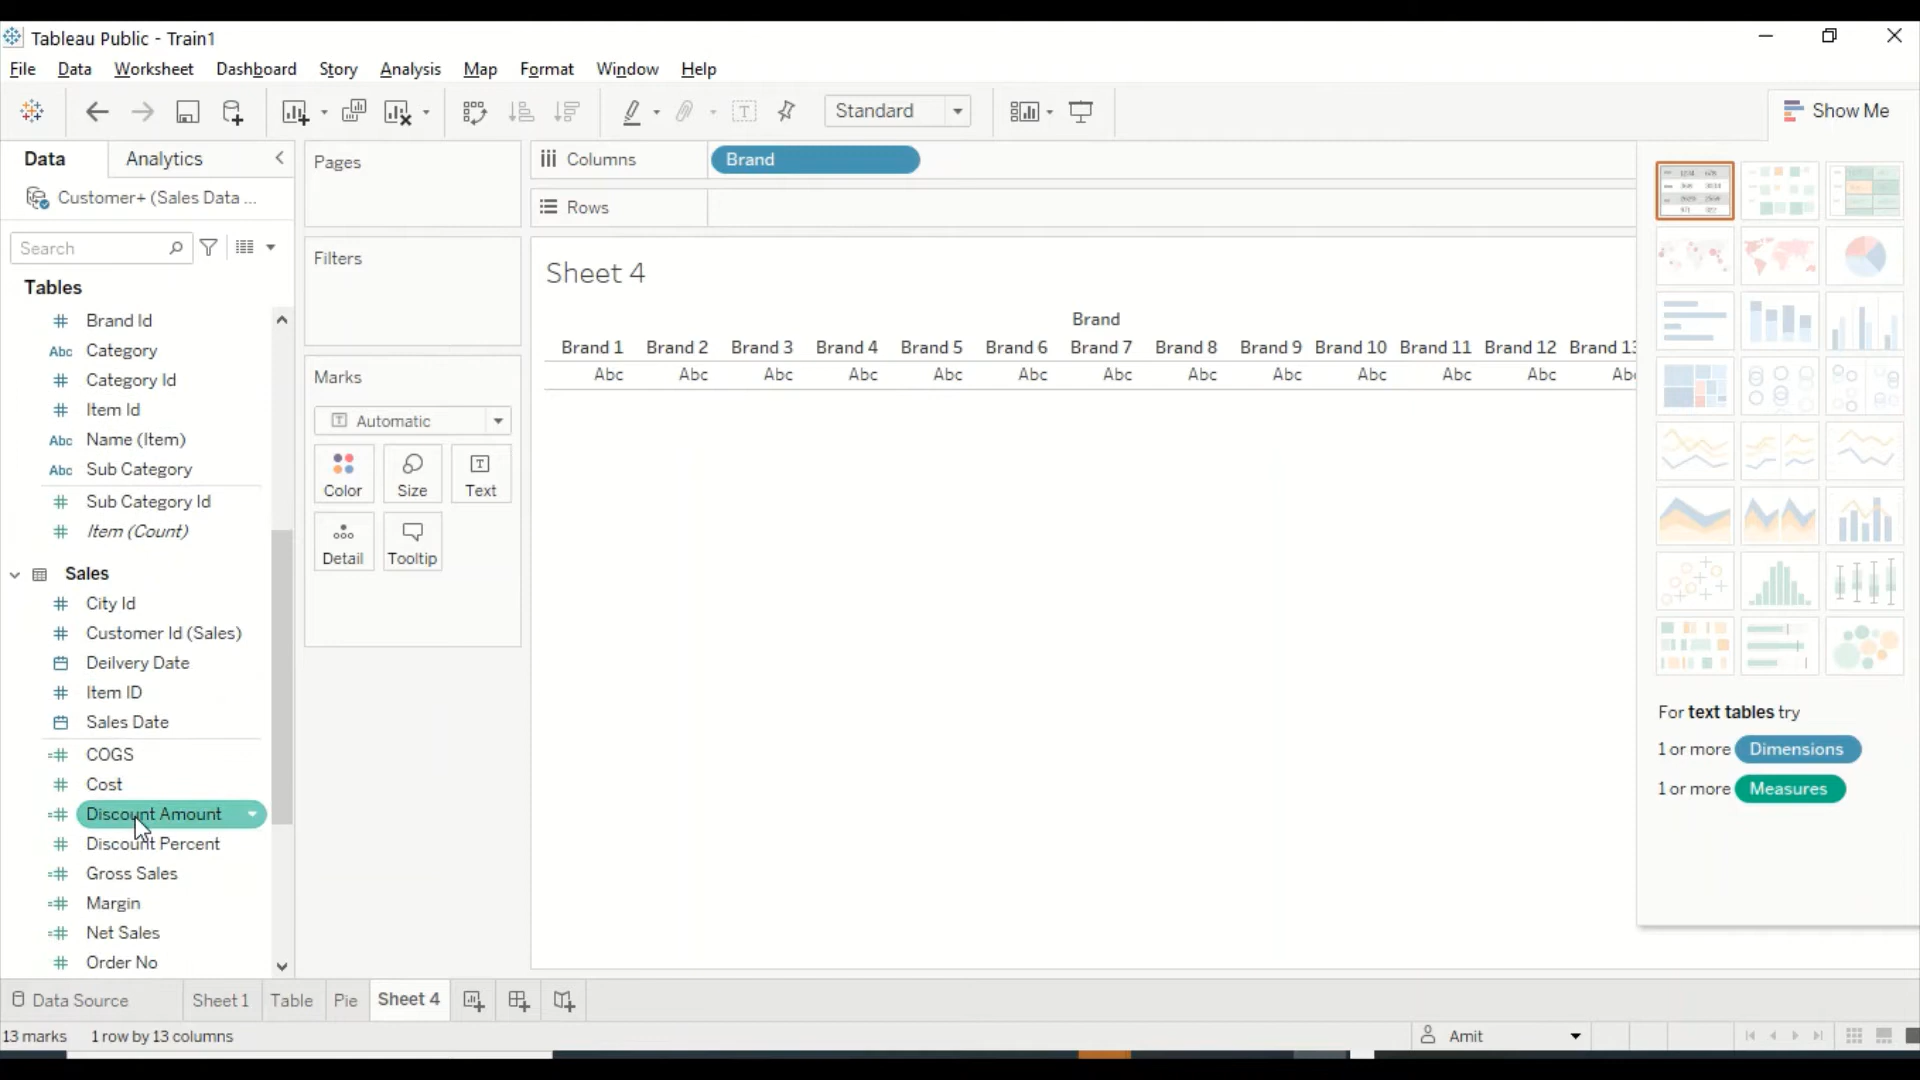 Tableau Public - Train1
File Data Worksheet Dashboard Story Analysis Map Format Window Help
Standard
Show Me
Data Analytics
Customer+ (Sales Data ...
Search
Tables
Brand Id
Abc Category
Category Id
Item Id
Abc Name (Item)
Abc Sub Category
Sub Category Id
Item (Count)
Sales
City Id
Customer Id (Sales)
Deilvery Date
Item ID
Sales Date
COGS
Cost
Discount Amount
Discount Percent
Gross Sales
Margin
Net Sales
Order No
Pages
Filters
Marks
Automatic
Color Size Text
Detail Tooltip
Columns Brand
Rows
Sheet 4
Brand
Brand 1 Brand 2 Brand 3 Brand 4 Brand 5 Brand 6 Brand 7 Brand 8 Brand 9 Brand 10 Brand 11 Brand 12 Brand 13
Abc Abc Abc Abc Abc Abc Abc Abc Abc Abc Abc Abc Abc
For text tables try
1 or more Dimensions
1 or more Measures
Data Source Sheet 1 Table Pie Sheet 4
13 marks 1 row by 13 columns
Amit